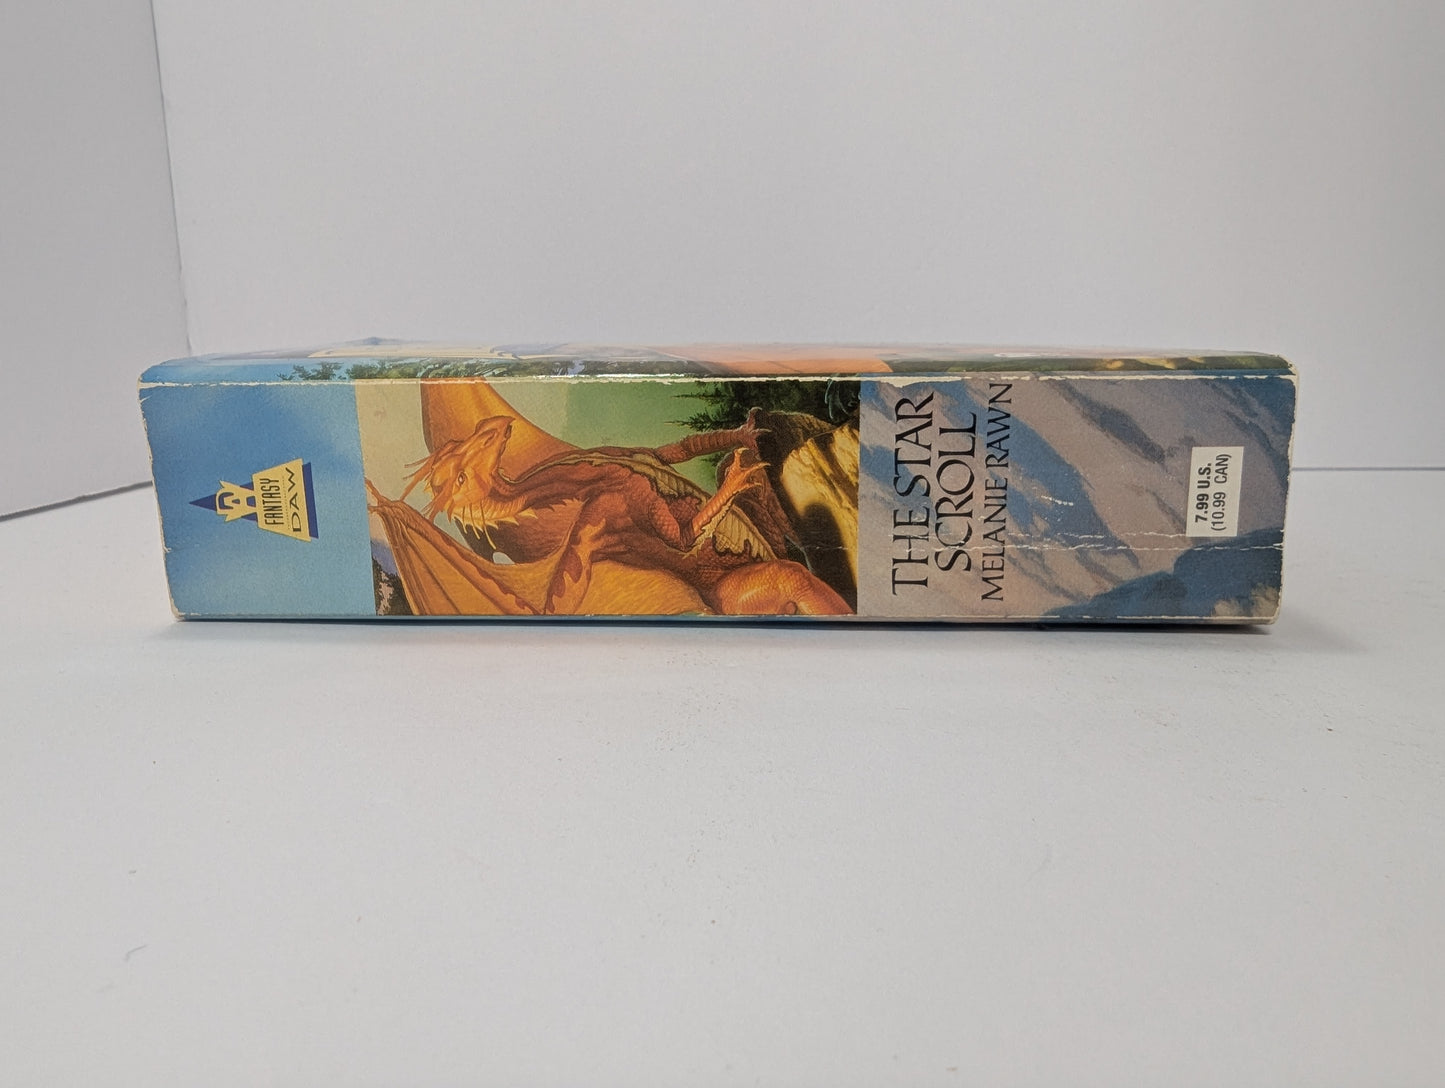 FANTASY
DAW
THE STAR
SCROLL
MELANIE RAWN
7.99 U.S.
(10.99 CAN)